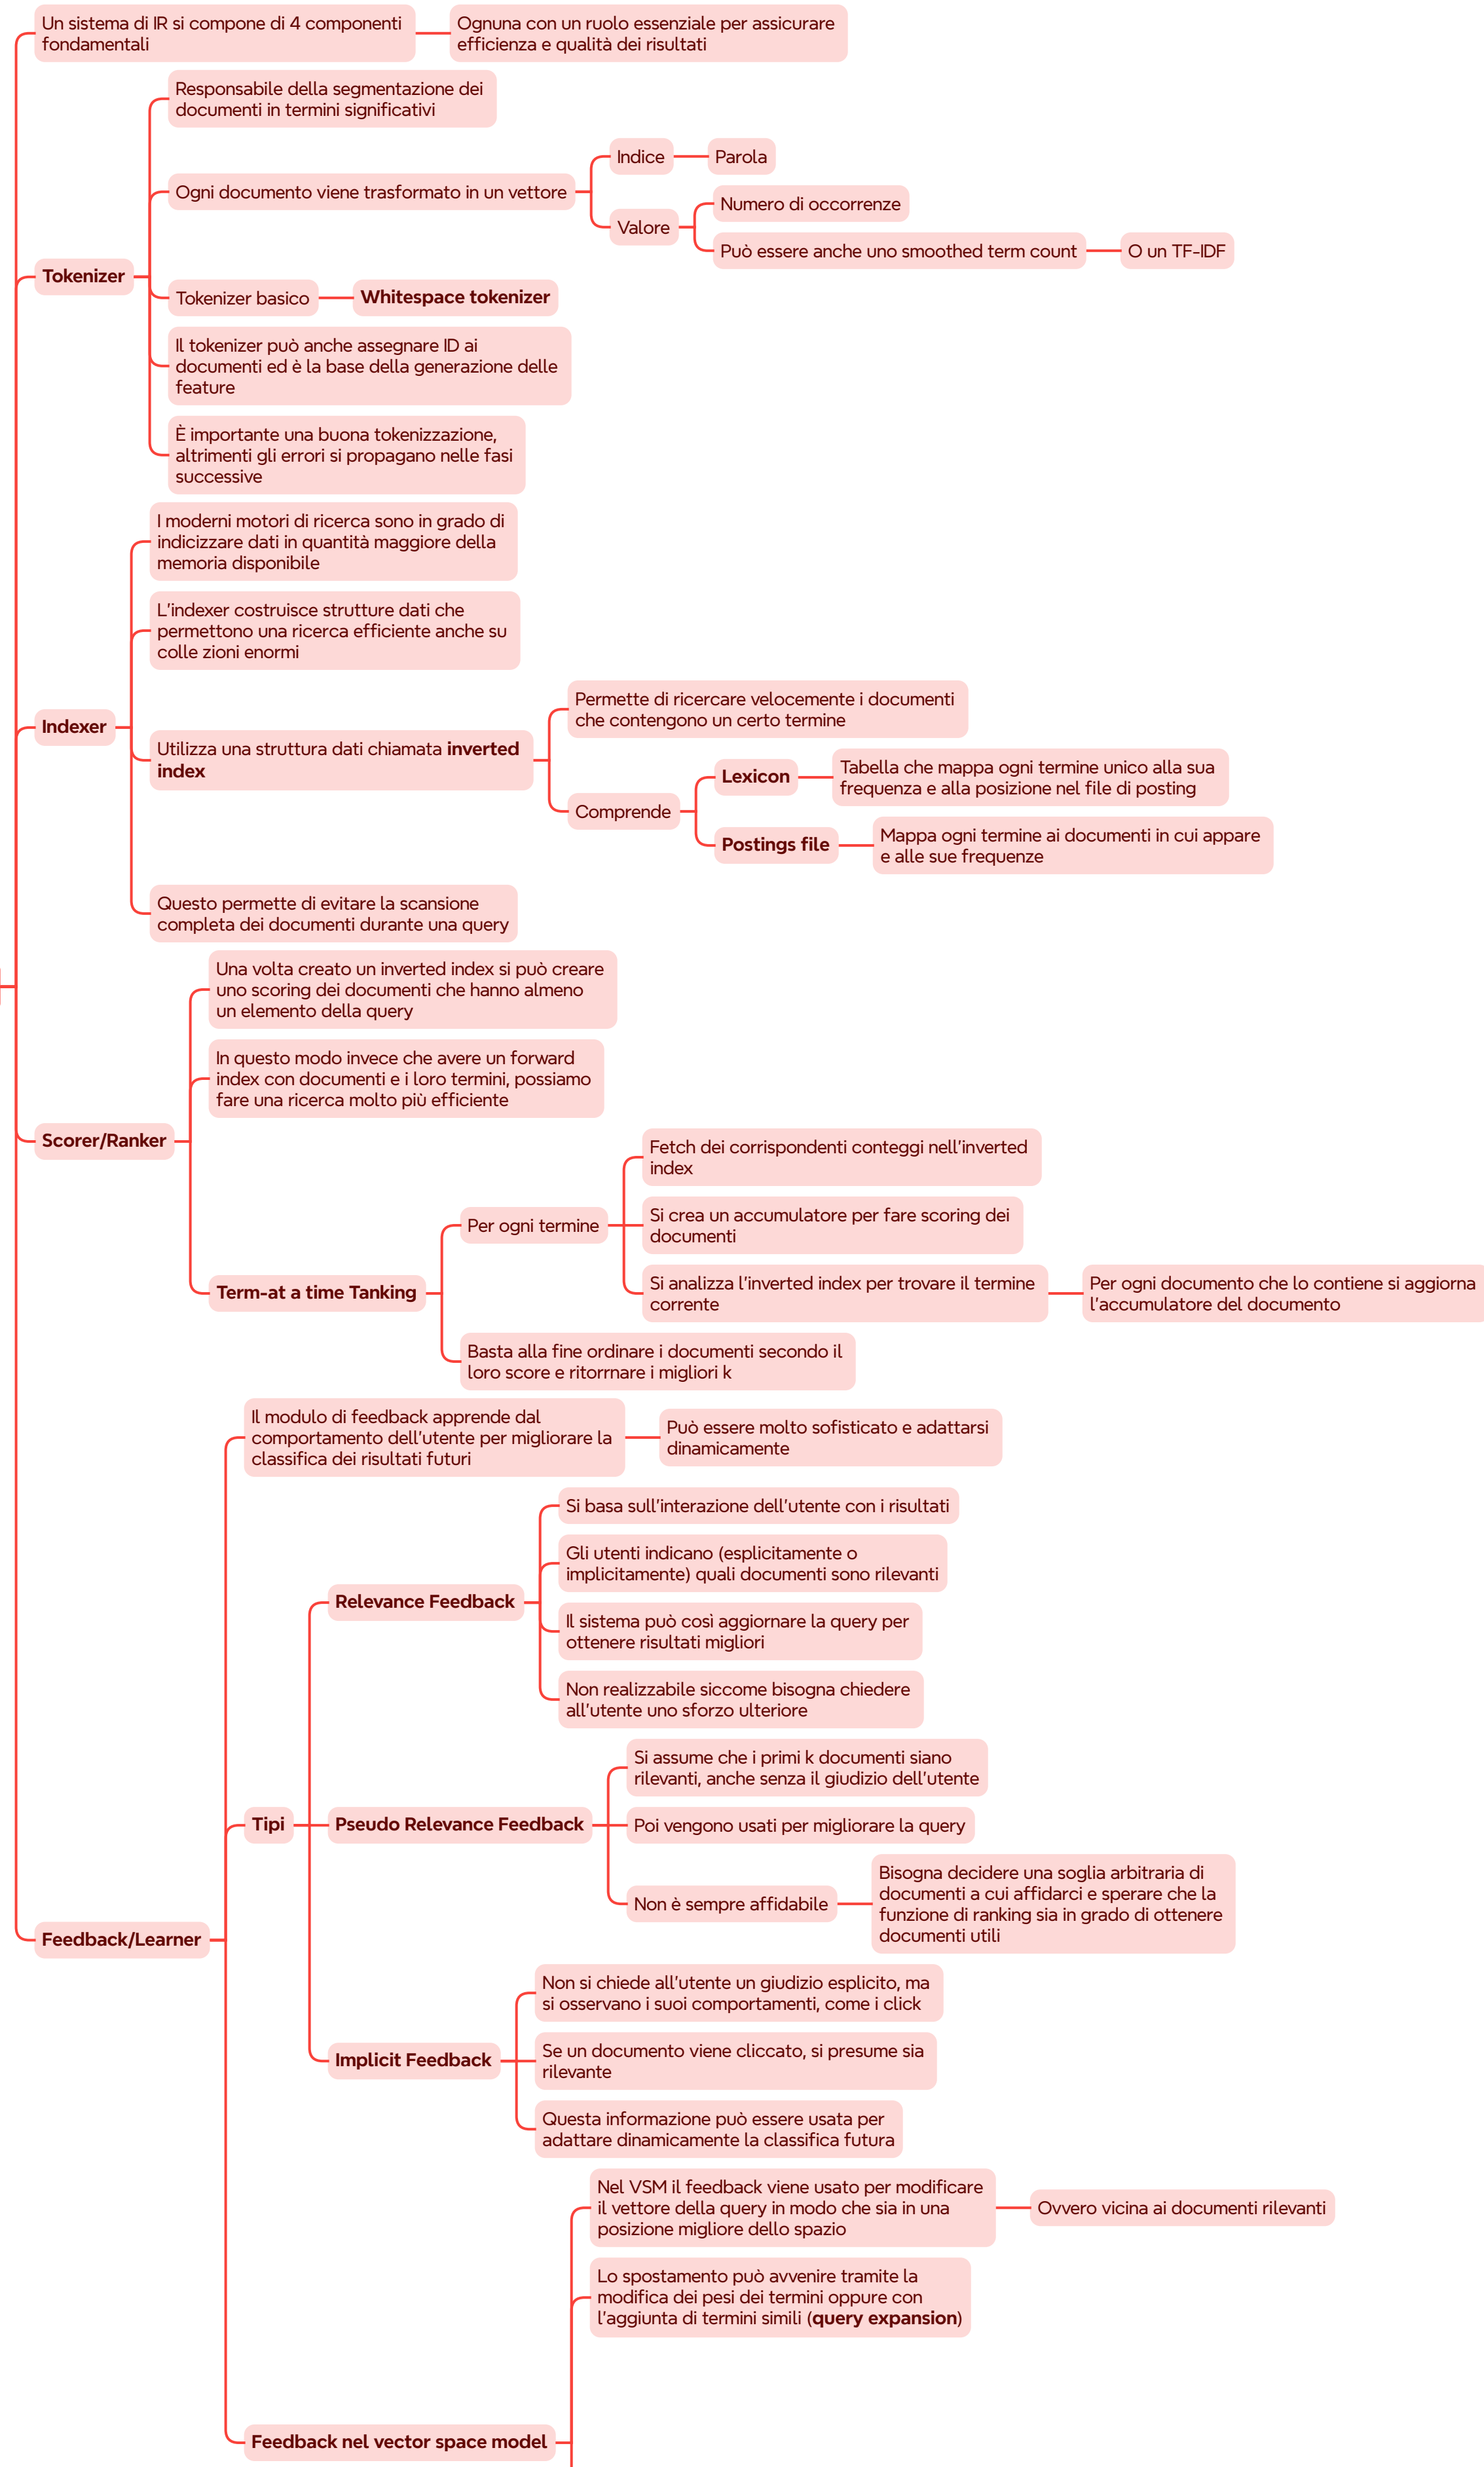 Un sistema di IR si compone di 4 componenti
fondamentali
Ognuna con un ruolo essenziale per assicurare
efficienza e qualità dei risultati
Tokenizer
Responsabile della segmentazione dei
documenti in termini significativi
Ogni documento viene trasformato in un vettore
Indice
Parola
Valore
Numero di occorrenze
Può essere anche uno smoothed term count
O un TF-IDF
Tokenizer basico
Whitespace tokenizer
Il tokenizer può anche assegnare ID ai
documenti ed è la base della generazione delle
feature
È importante una buona tokenizzazione,
altrimenti gli errori si propagano nelle fasi
successive
Indexer
I moderni motori di ricerca sono in grado di
indicizzare dati in quantità maggiore della
memoria disponibile
L'indexer costruisce strutture dati che
permettono una ricerca efficiente anche su
colle zioni enormi
Utilizza una struttura dati chiamata inverted
index
Permette di ricercare velocemente i documenti
che contengono un certo termine
Comprende
Lexicon
Tabella che mappa ogni termine unico alla sua
frequenza e alla posizione nel file di posting
Postings file
Mappa ogni termine ai documenti in cui appare
e alle sue frequenze
Questo permette di evitare la scansione
completa dei documenti durante una query
Scorer/Ranker
Una volta creato un inverted index si può creare
uno scoring dei documenti che hanno almeno
un elemento della query
In questo modo invece che avere un forward
index con documenti e i loro termini, possiamo
fare una ricerca molto più efficiente
Term-at a time Tanking
Per ogni termine
Fetch dei corrispondenti conteggi nell'inverted
index
Si crea un accumulatore per fare scoring dei
documenti
Si analizza l'inverted index per trovare il termine
corrente
Per ogni documento che lo contiene si aggiorna
l'accumulatore del documento
Basta alla fine ordinare i documenti secondo il
loro score e ritorrnare i migliori k
Feedback/Learner
Il modulo di feedback apprende dal
comportamento dell'utente per migliorare la
classifica dei risultati futuri
Può essere molto sofisticato e adattarsi
dinamicamente
Tipi
Relevance Feedback
Si basa sull'interazione dell'utente con i risultati
Gli utenti indicano (esplicitamente o
implicitamente) quali documenti sono rilevanti
Il sistema può così aggiornare la query per
ottenere risultati migliori
Non realizzabile siccome bisogna chiedere
all'utente uno sforzo ulteriore
Pseudo Relevance Feedback
Si assume che i primi k documenti siano
rilevanti, anche senza il giudizio dell'utente
Poi vengono usati per migliorare la query
Non è sempre affidabile
Bisogna decidere una soglia arbitraria di
documenti a cui affidarci e sperare che la
funzione di ranking sia in grado di ottenere
documenti utili
Implicit Feedback
Non si chiede all'utente un giudizio esplicito, ma
si osservano i suoi comportamenti, come i click
Se un documento viene cliccato, si presume sia
rilevante
Questa informazione può essere usata per
adattare dinamicamente la classifica futura
Feedback nel vector space model
Nel VSM il feedback viene usato per modificare
il vettore della query in modo che sia in una
posizione migliore dello spazio
Ovvero vicina ai documenti rilevanti
Lo spostamento può avvenire tramite la
modifica dei pesi dei termini oppure con
l'aggiunta di termini simili (query expansion)